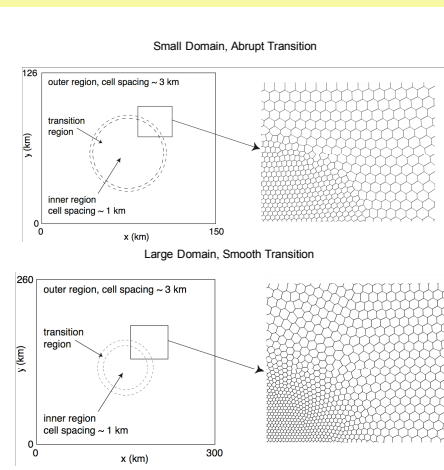 Small Domain, Abrupt Transition
126
outer region, cell spacing ~ 3 km
transition
region
y (km)
inner region
cell spacing ~ 1 km
0
0
150
x (km)
Large Domain, Smooth Transition
260
outer region, cell spacing ~ 3 km
transition
region
y (km)
inner region
cell spacing ~ 1 km
0
0
300
x (km)